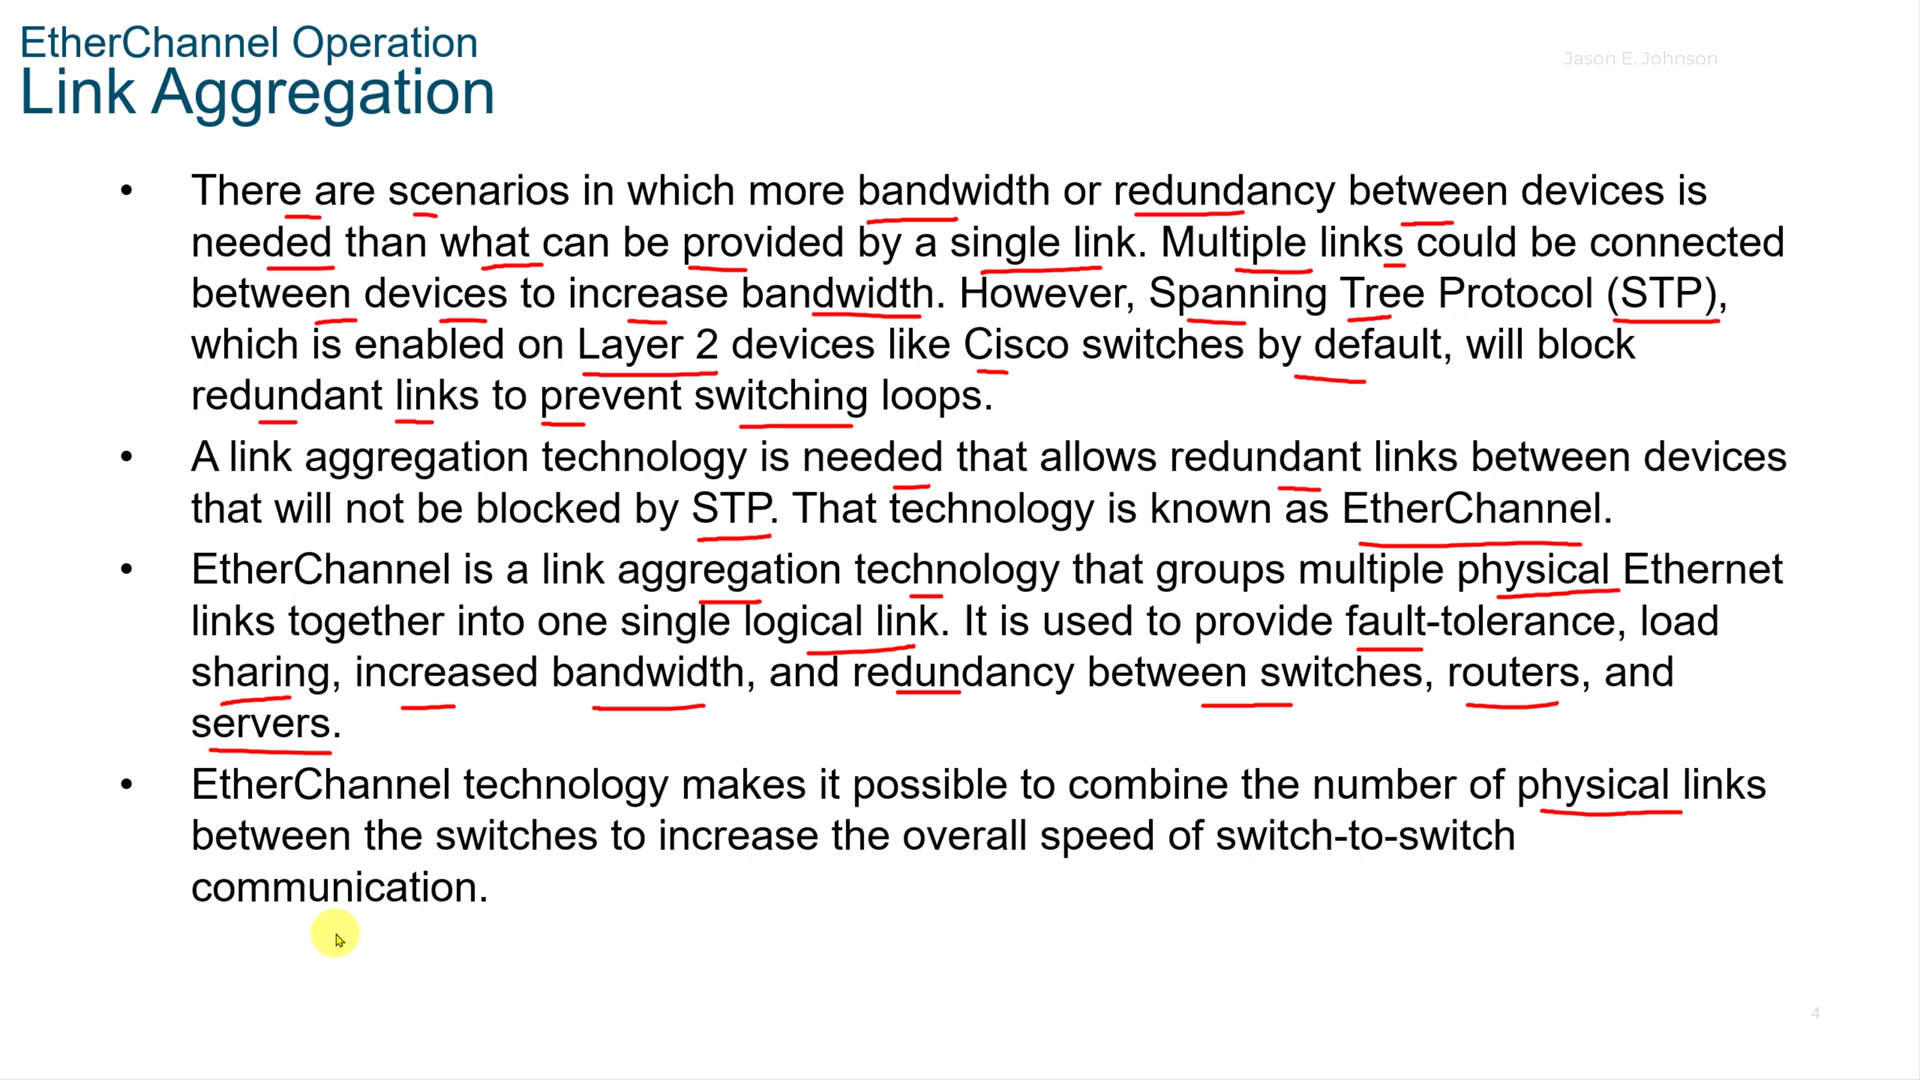 EtherChannel Operation
Link Aggregation
Jason E. Johnson
• There are scenarios in which more bandwidth or redundancy between devices is
needed than what can be provided by a single link. Multiple links could be connected
between devices to increase bandwidth. However, Spanning Tree Protocol (STP),
which is enabled on Layer 2 devices like Cisco switches by default, will block
redundant links to prevent switching loops.
• A link aggregation technology is needed that allows redundant links between devices
that will not be blocked by STP. That technology is known as EtherChannel.
• EtherChannel is a link aggregation technology that groups multiple physical Ethernet
links together into one single logical link. It is used to provide fault-tolerance, load
sharing, increased bandwidth, and redundancy between switches, routers, and
servers.
• EtherChannel technology makes it possible to combine the number of physical links
between the switches to increase the overall speed of switch-to-switch
communication.
4